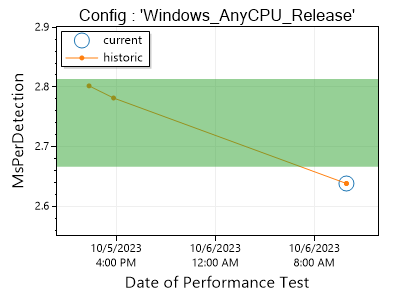 Config : 'Windows_AnyCPU_Release'
current
historic
MsPerDetection
2.9
2.8
2.7
2.6
10/5/2023
4:00 PM
10/6/2023
12:00 AM
10/6/2023
8:00 AM
Date of Performance Test